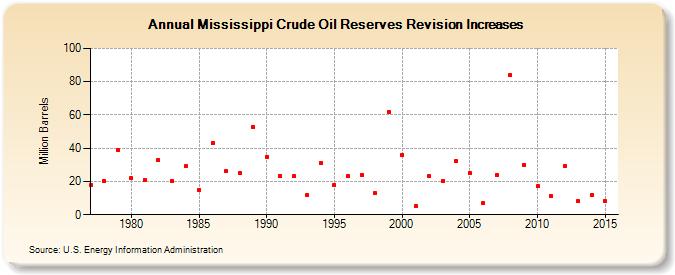 Annual Mississippi Crude Oil Reserves Revision Increases
Million Barrels
100
80
60
40
20
0
1980 1985 1990 1995 2000 2005 2010 2015
Source: U.S. Energy Information Administration